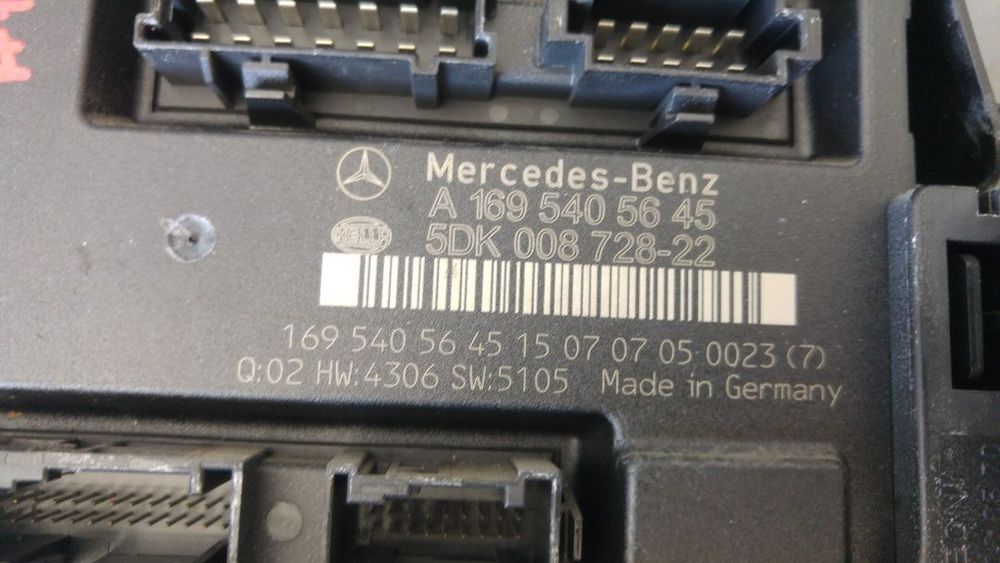 Mercedes-Benz
A 169 540 56 45
HELLA
5DK 008 728-22
169 540 56 45 15 07 07 05 0023 (7)
Q:02 HW:4306 SW:5105 Made in Germany